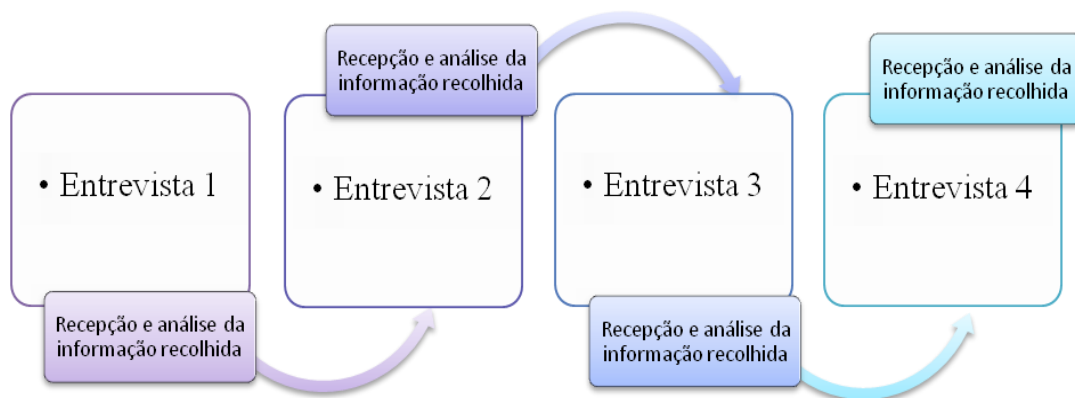 • Entrevista 1
Recepção e análise da
informação recolhida
Recepção e análise da
informação recolhida
• Entrevista 2
• Entrevista 3
Recepção e análise da
informação recolhida
Recepção e análise da
informação recolhida
• Entrevista 4